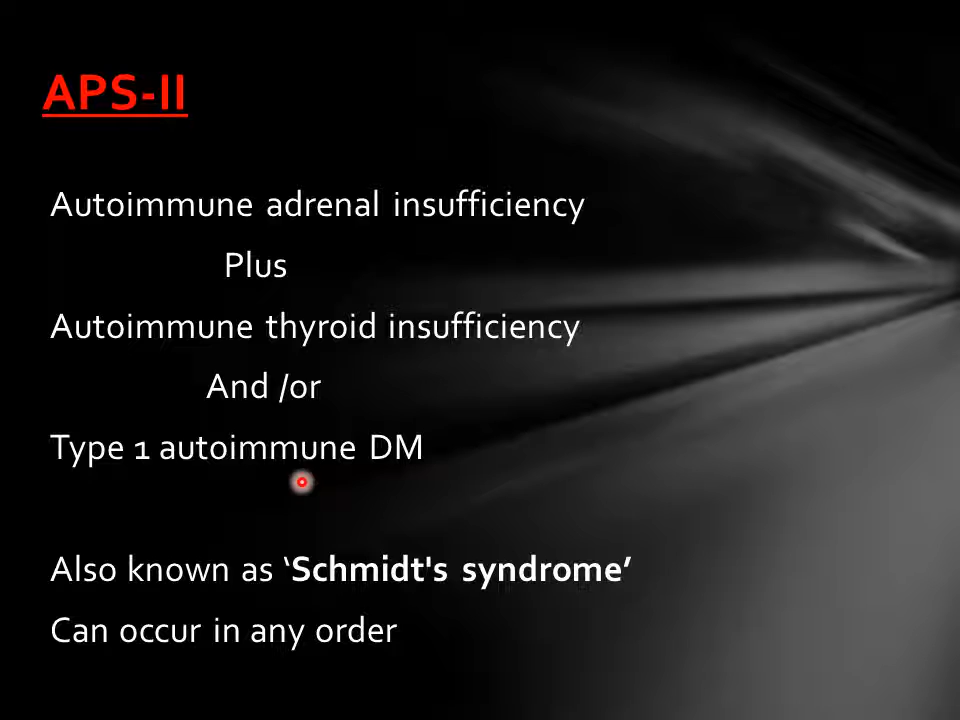 APS-II
Autoimmune adrenal insufficiency
Plus
Autoimmune thyroid insufficiency
And /or
Type 1 autoimmune DM
Also known as ‘Schmidt's syndrome’
Can occur in any order